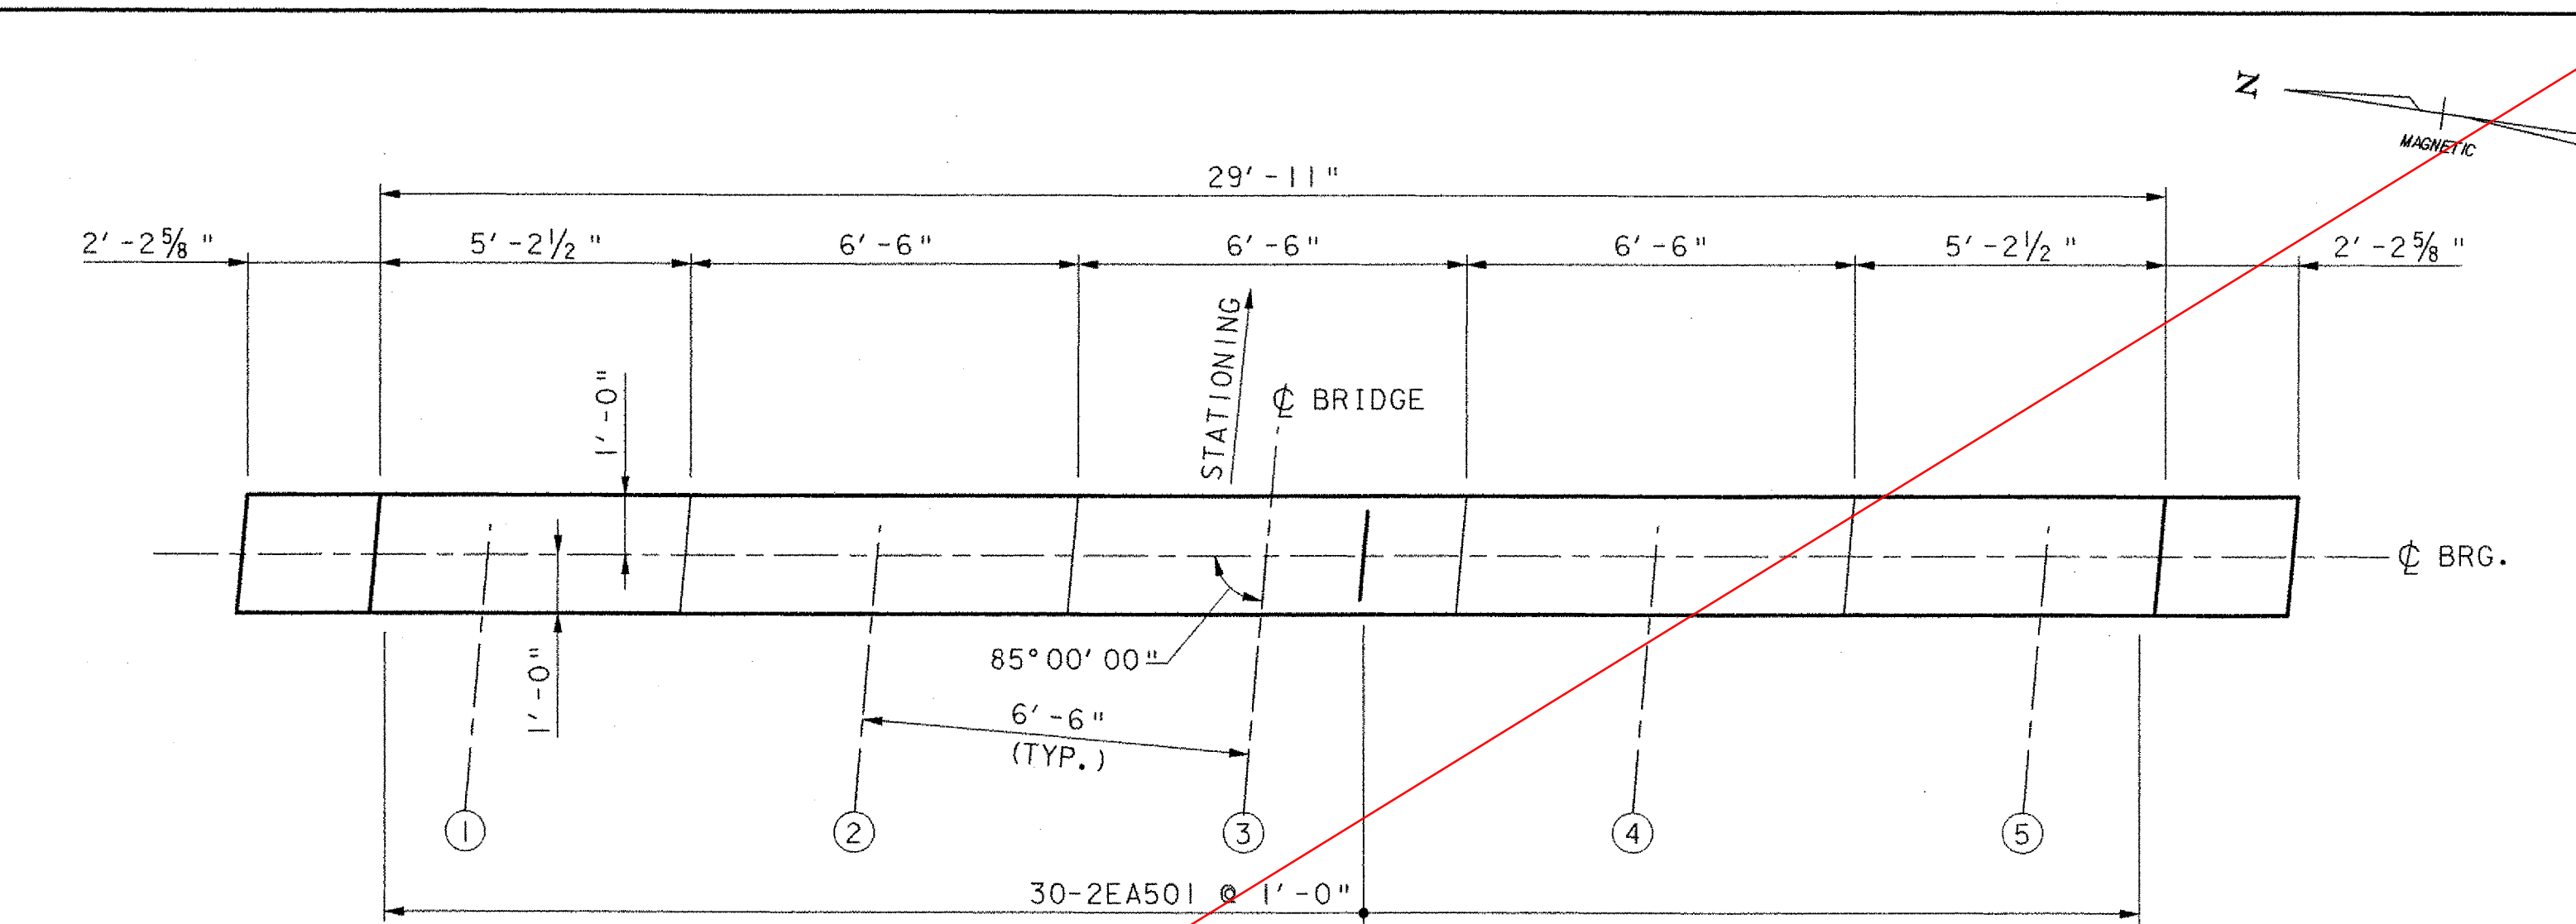 N
MAGNETIC
29'-11"
2'-2⅝" 5'-2½" 6'-6" 6'-6" 6'-6" 5'-2½" 2'-2⅝"
STATIONING
1'-0"
℄ BRIDGE
℄ BRG.
85°00'00"
1'-0"
6'-6"
(TYP.)
1 2 3 4 5
30-2EA501 @ 1'-0"